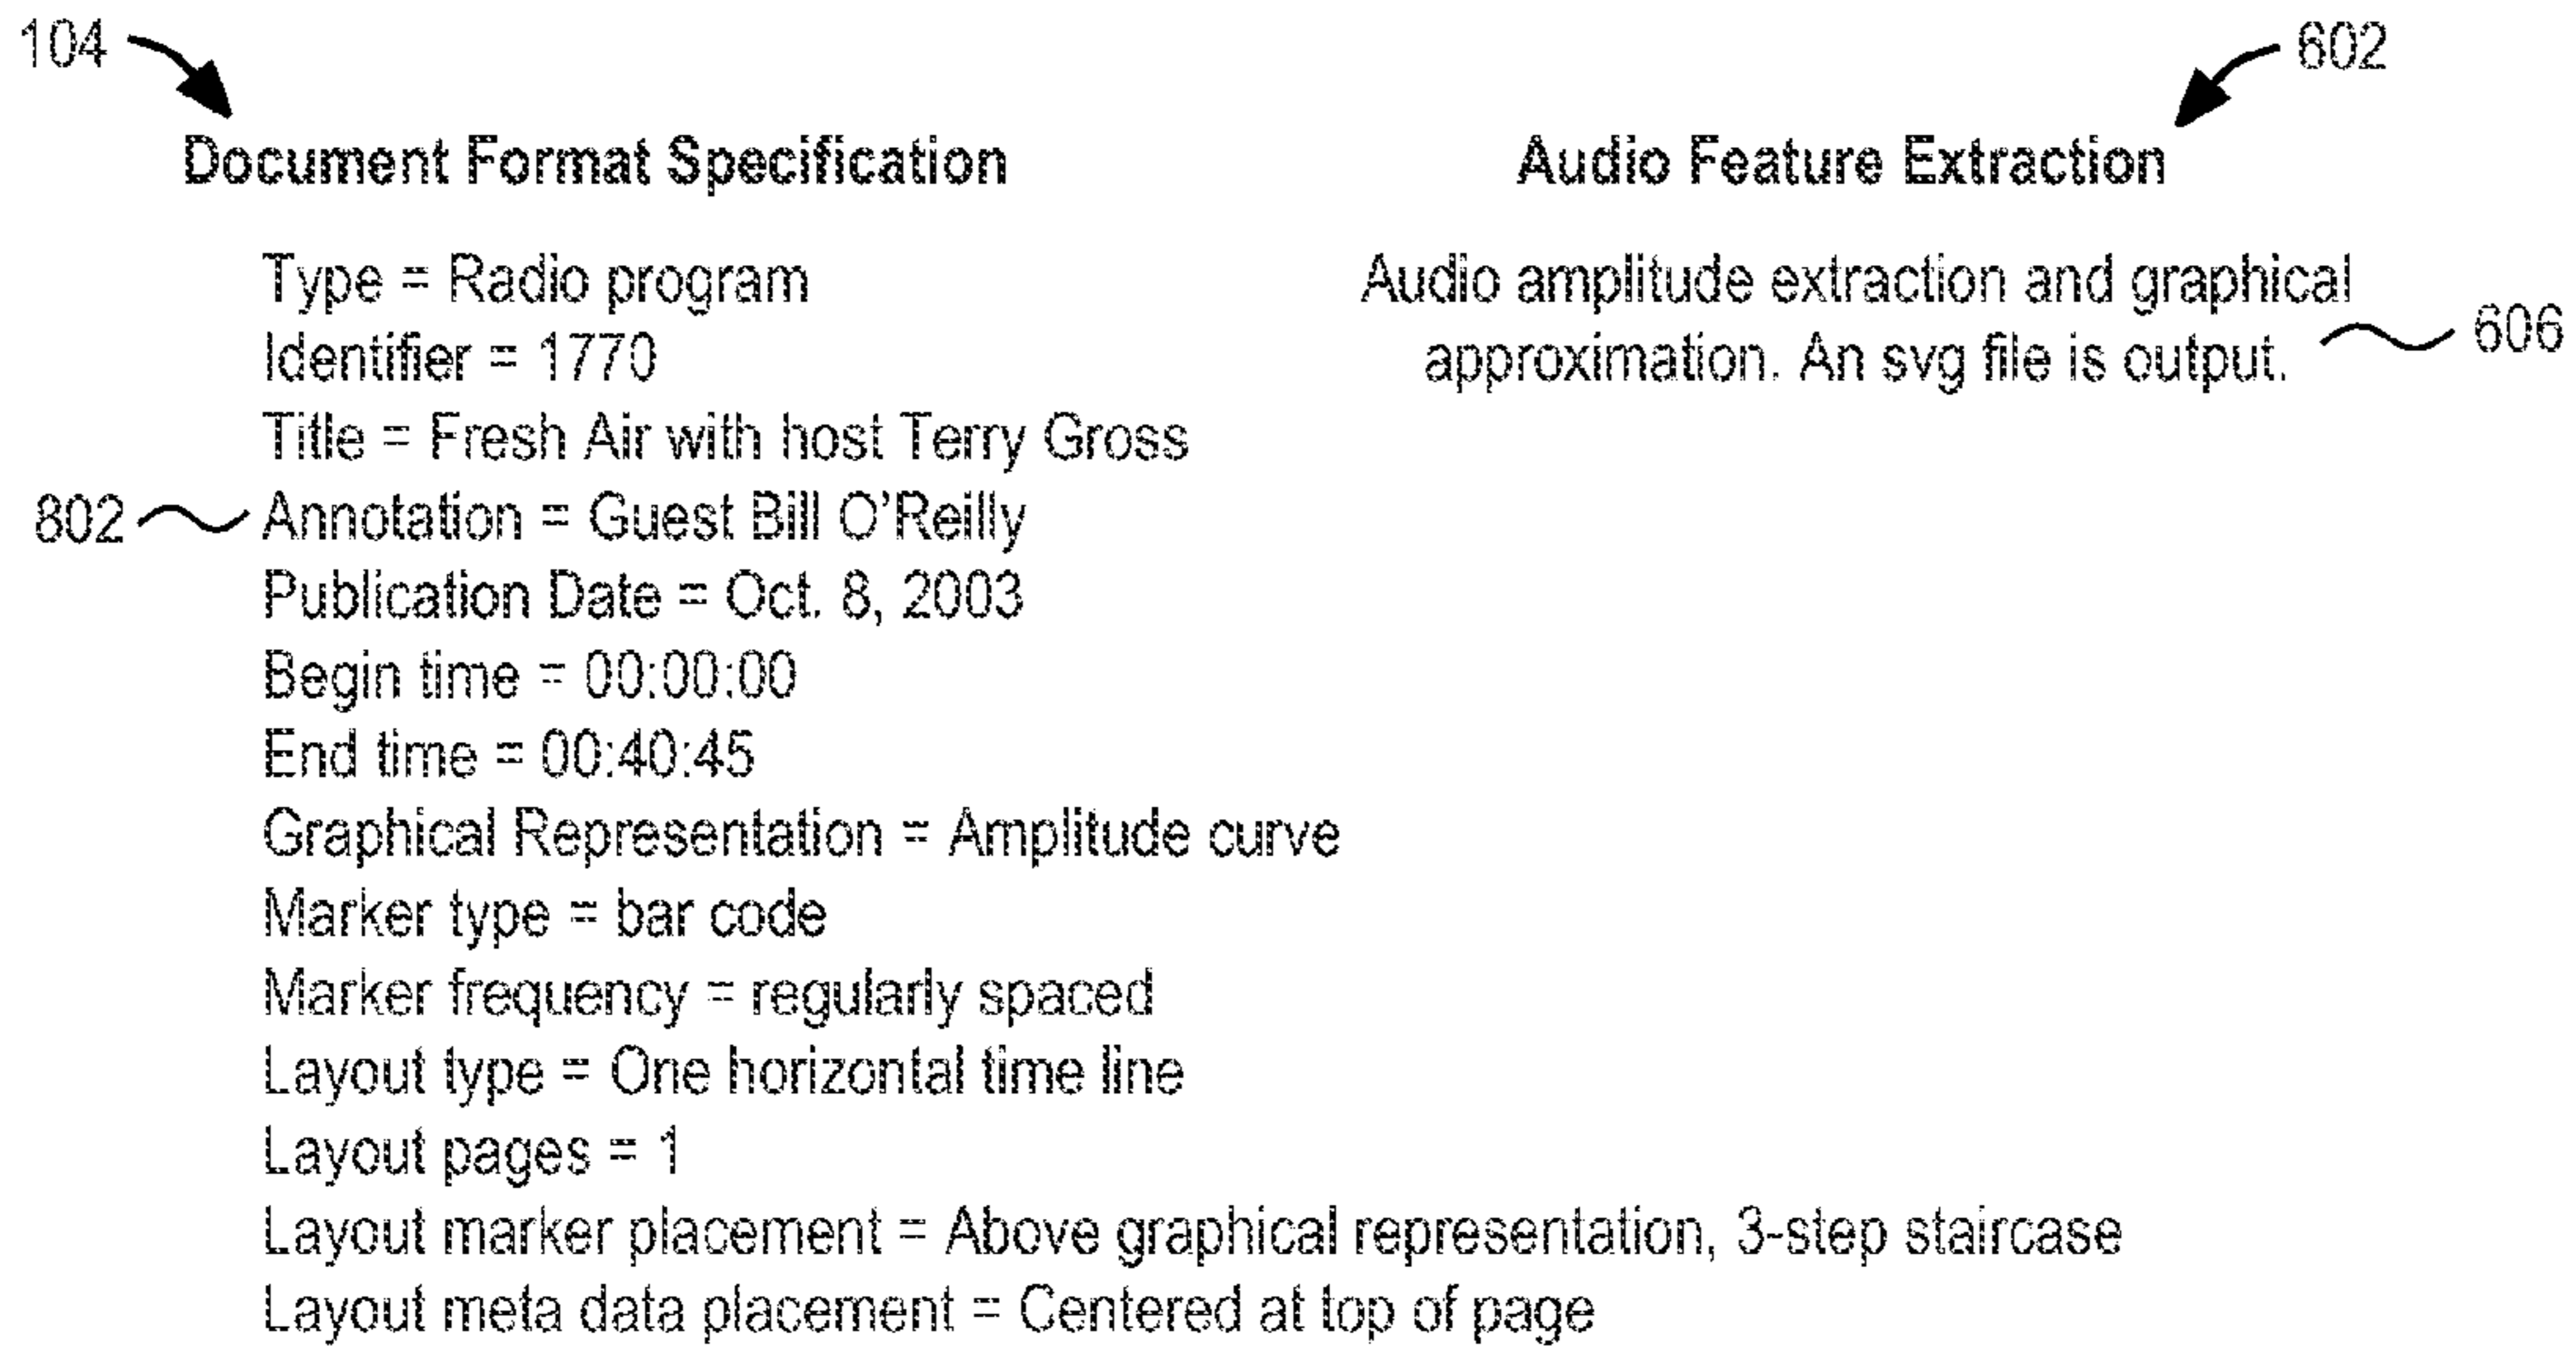 104
602
Document Format Specification
Audio Feature Extraction
Type = Radio program
Identifier = 1770
Title = Fresh Air with host Terry Gross
802 Annotation = Guest Bill O'Reilly
Publication Date = Oct. 8, 2003
Begin time = 00:00:00
End time = 00:40:45
Graphical Representation = Amplitude curve
Marker type = bar code
Marker frequency = regularly spaced
Layout type = One horizontal time line
Layout pages = 1
Layout marker placement = Above graphical representation, 3-step staircase
Layout meta data placement = Centered at top of page
Audio amplitude extraction and graphical
approximation. An svg file is output.
606